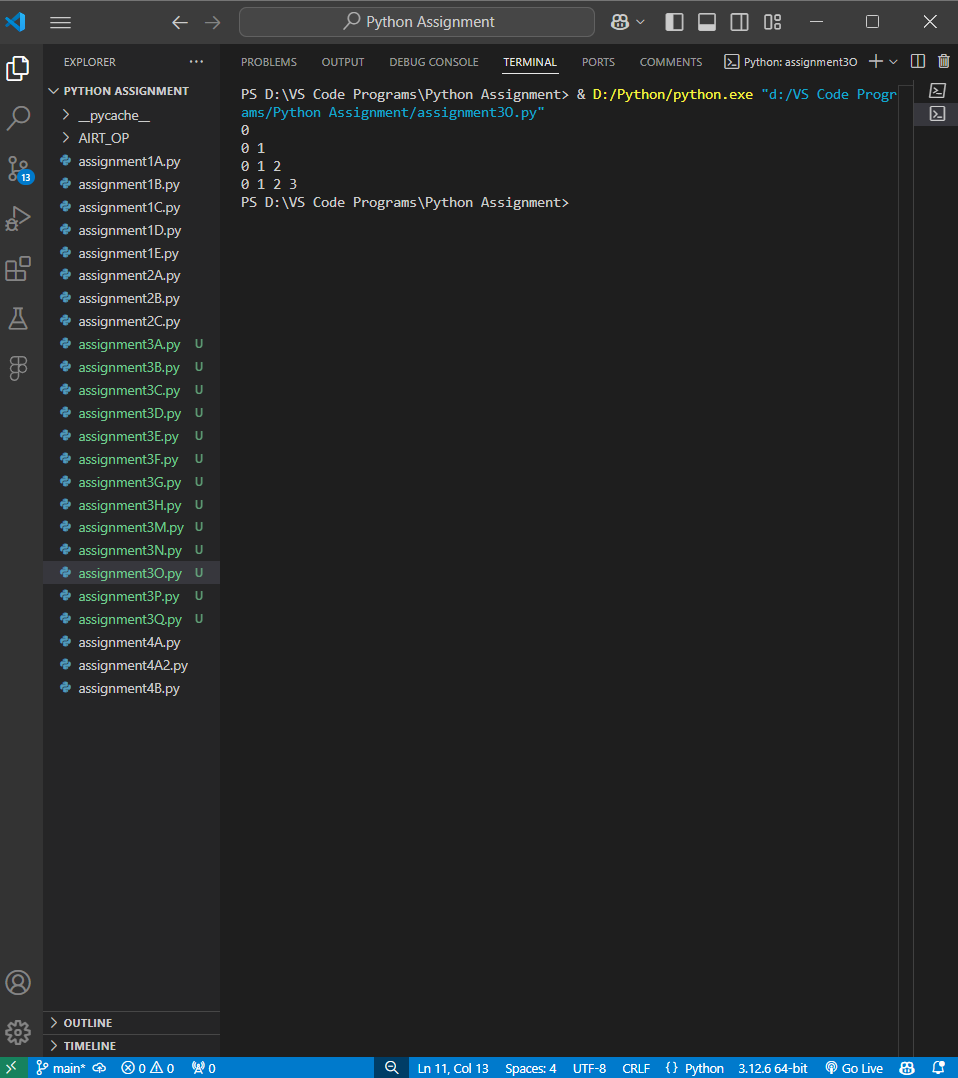 Python Assignment
EXPLORER
PROBLEMS OUTPUT DEBUG CONSOLE TERMINAL PORTS COMMENTS Python: assignment3O
PYTHON ASSIGNMENT
__pycache__
AIRT_OP
assignment1A.py
assignment1B.py
assignment1C.py
assignment1D.py
assignment1E.py
assignment2A.py
assignment2B.py
assignment2C.py
assignment3A.py U
assignment3B.py U
assignment3C.py U
assignment3D.py U
assignment3E.py U
assignment3F.py U
assignment3G.py U
assignment3H.py U
assignment3M.py U
assignment3N.py U
assignment3O.py U
assignment3P.py U
assignment3Q.py U
assignment4A.py
assignment4A2.py
assignment4B.py
13
OUTLINE
TIMELINE
PS D:\VS Code Programs\Python Assignment> & D:/Python/python.exe "d:/VS Code Progr
ams/Python Assignment/assignment3O.py"
0
0 1
0 1 2
0 1 2 3
PS D:\VS Code Programs\Python Assignment>
main* 0 0 0 Ln 11, Col 13 Spaces: 4 UTF-8 CRLF { } Python 3.12.6 64-bit Go Live